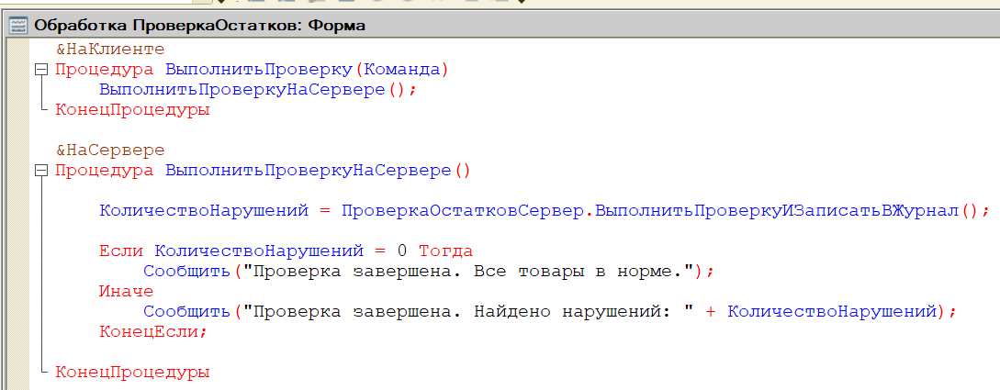 Обработка ПроверкаОстатков: Форма
&НаКлиенте
Процедура ВыполнитьПроверку(Команда)
ВыполнитьПроверкуНаСервере();
КонецПроцедуры
&НаСервере
Процедура ВыполнитьПроверкуНаСервере()
КоличествоНарушений = ПроверкаОстатковСервер.ВыполнитьПроверкуИЗаписатьВЖурнал();
Если КоличествоНарушений = 0 Тогда
Сообщить("Проверка завершена. Все товары в норме.");
Иначе
Сообщить("Проверка завершена. Найдено нарушений: " + КоличествоНарушений);
КонецЕсли;
КонецПроцедуры